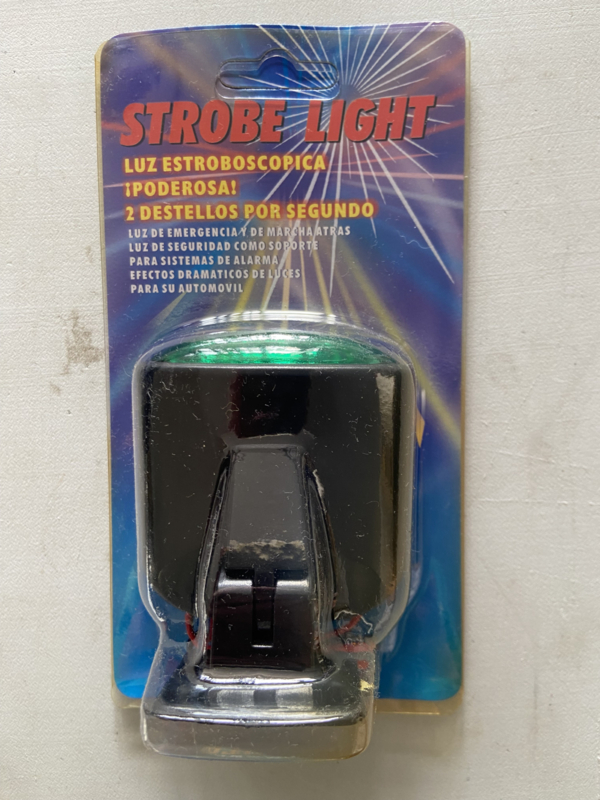 STROBE LIGHT
LUZ ESTROBOSCOPICA
¡PODEROSA!
2 DESTELLOS POR SEGUNDO
LUZ DE EMERGENCIA Y DE MARCHA ATRAS
LUZ DE SEGURIDAD COMO SOPORTE
PARA SISTEMAS DE ALARMA
EFECTOS DRAMATICOS DE LUCES
PARA SU AUTOMOVIL